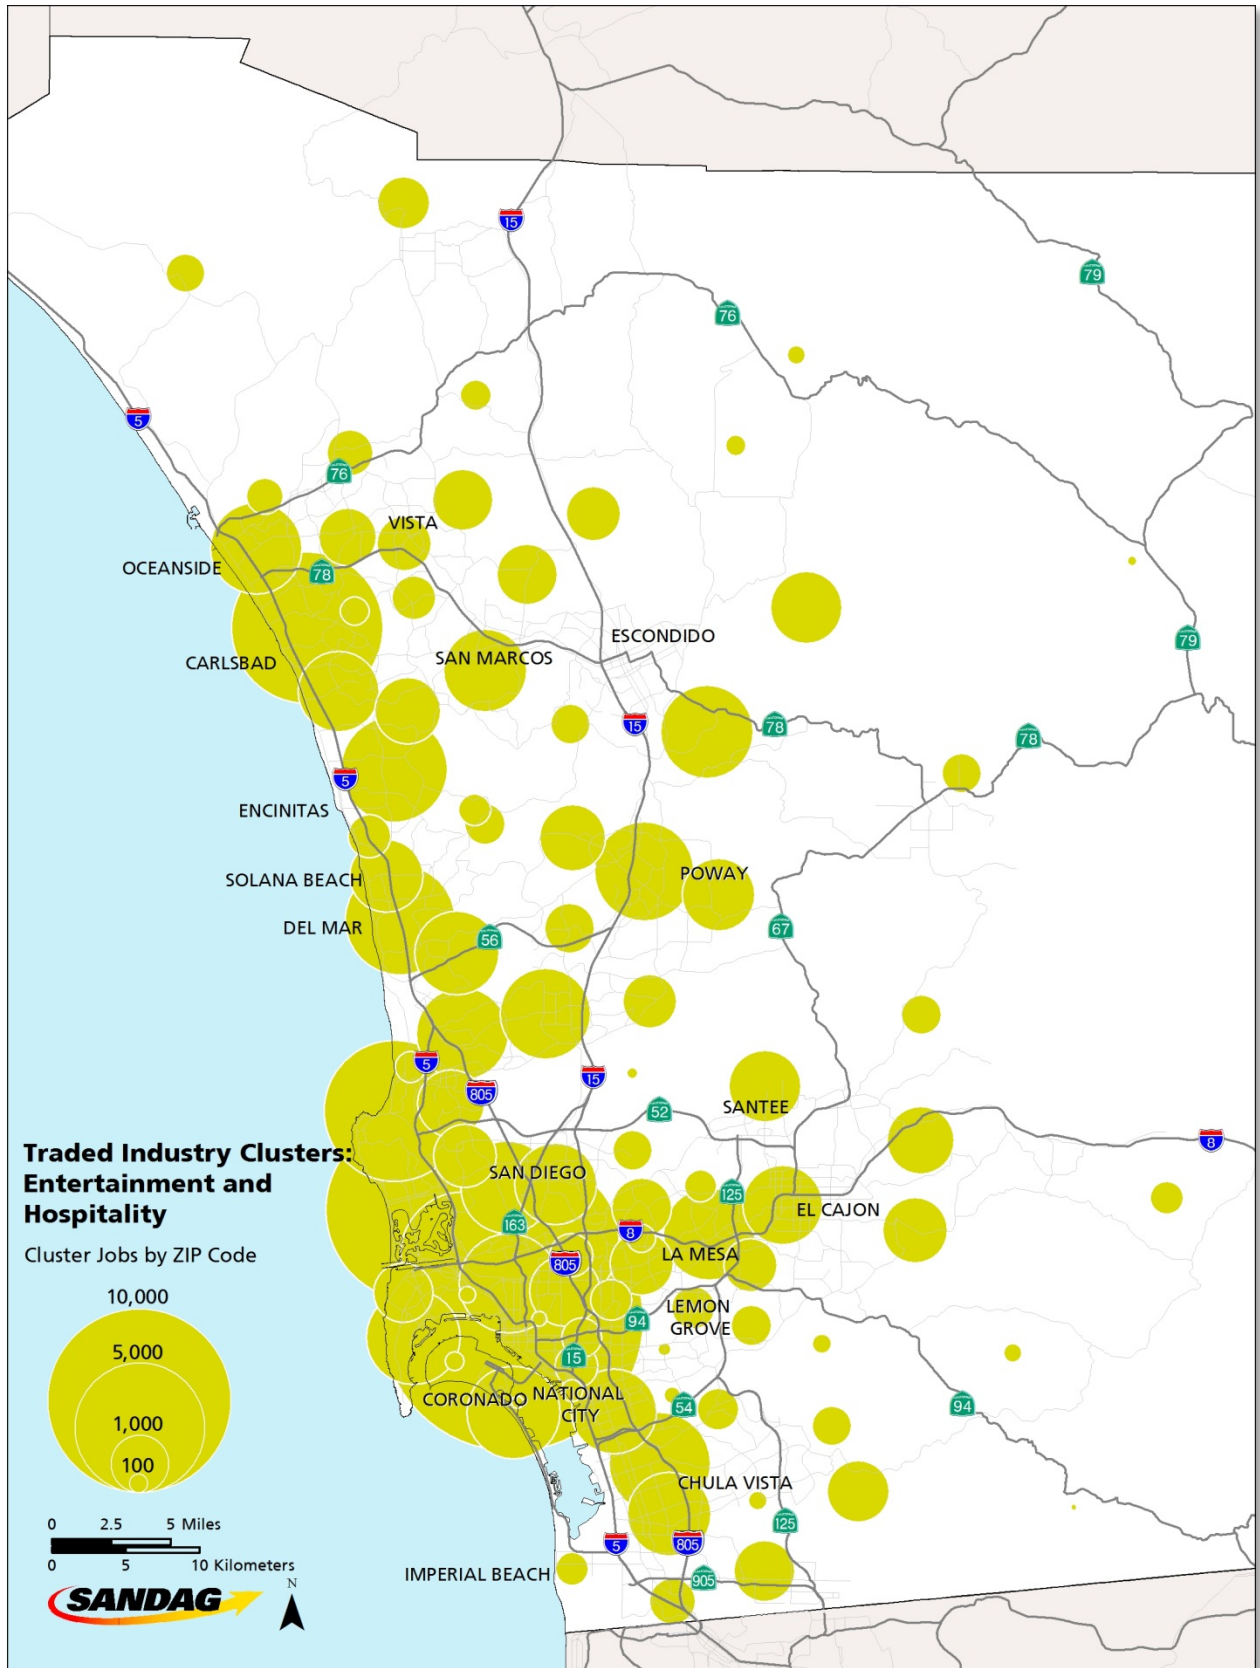 15
79
76
5
76
VISTA
OCEANSIDE
78
ESCONDIDO
79
SAN MARCOS
CARLSBAD
15
78
78
5
ENCINITAS
POWAY
SOLANA BEACH
DEL MAR
56
67
5
15
805
52
SANTEE
8
Traded Industry Clusters:
Entertainment and
Hospitality
Cluster Jobs by ZIP Code
10,000
5,000
1,000
100
SAN DIEGO
125
EL CAJON
163
8
LA MESA
805
LEMON
GROVE
94
15
CORONADO
NATIONAL
CITY
54
94
CHULA VISTA
125
0 2.5 5 Miles
0 5 10 Kilometers
5
805
IMPERIAL BEACH
905
SANDAG
N